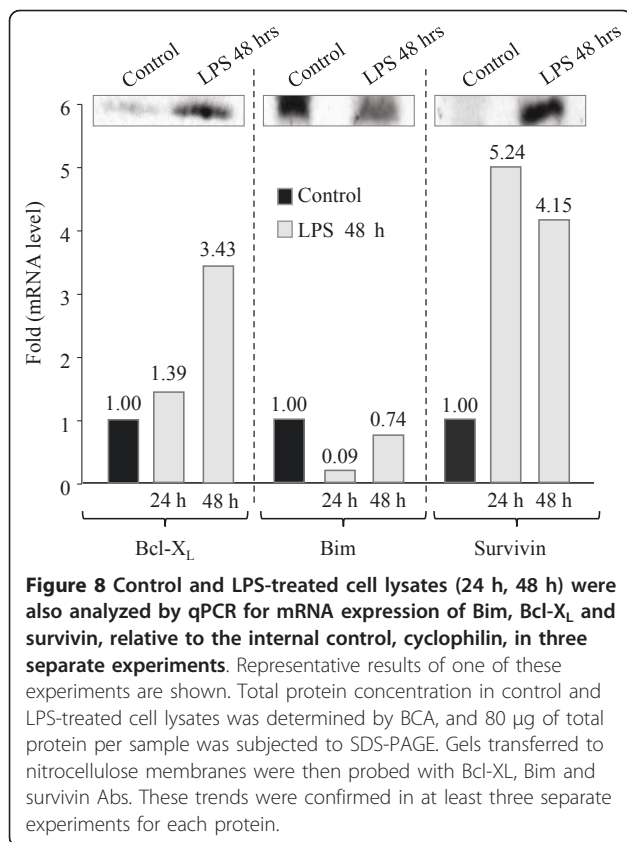 Control LPS 48 hrs Control LPS 48 hrs Control LPS 48 hrs
6
5
4
3
2
1
0
Fold (mRNA level)
Control
LPS 48 h
1.00 1.39 3.43 1.00 0.09 0.74 1.00 5.24 4.15
24 h 48 h 24 h 48 h 24 h 48 h
Bcl-XL Bim Survivin
Figure 8 Control and LPS-treated cell lysates (24 h, 48 h) were
also analyzed by qPCR for mRNA expression of Bim, Bcl-XL and
survivin, relative to the internal control, cyclophilin, in three
separate experiments. Representative results of one of these
experiments are shown. Total protein concentration in control and
LPS-treated cell lysates was determined by BCA, and 80 μg of total
protein per sample was subjected to SDS-PAGE. Gels transferred to
nitrocellulose membranes were then probed with Bcl-XL, Bim and
survivin Abs. These trends were confirmed in at least three separate
experiments for each protein.